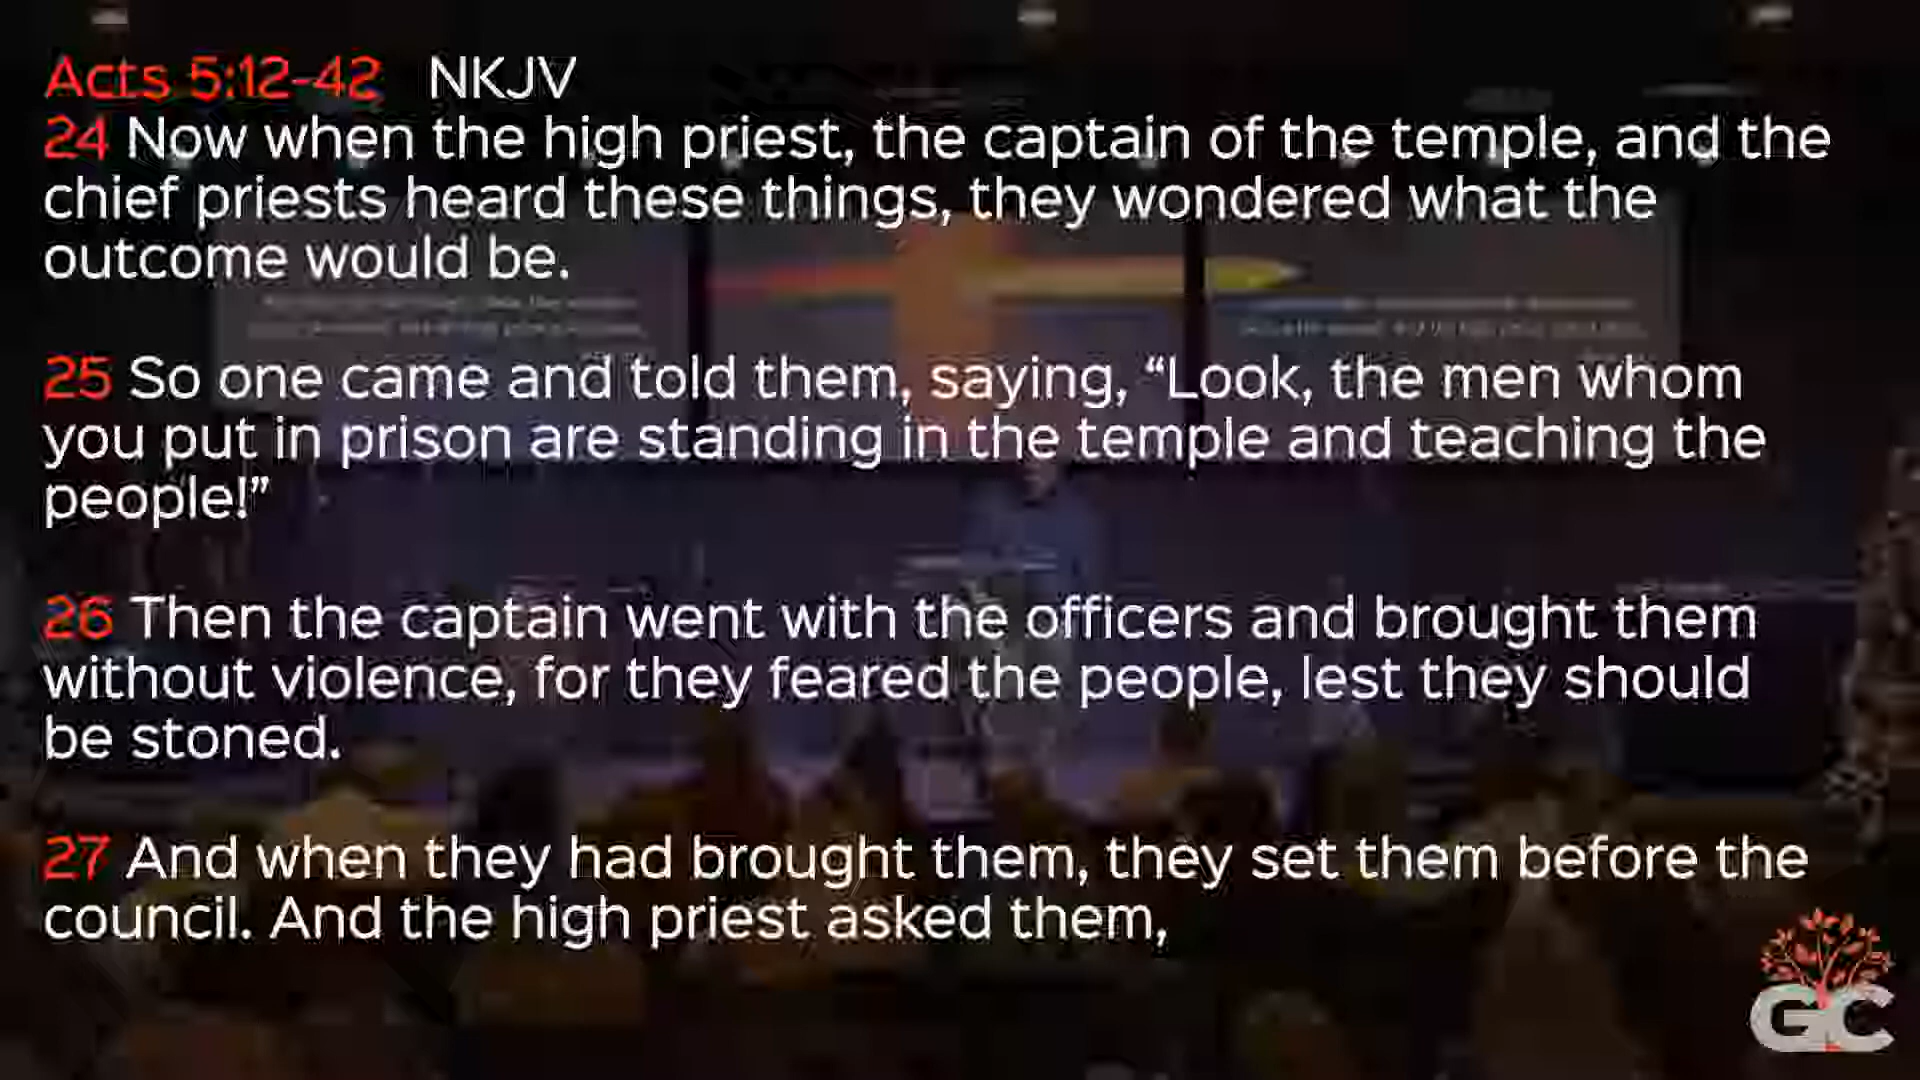 Acts 5:12-42 NKJV
24 Now when the high priest, the captain of the temple, and the
chief priests heard these things, they wondered what the
outcome would be.
25 So one came and told them, saying, “Look, the men whom
you put in prison are standing in the temple and teaching the
people!”
26 Then the captain went with the officers and brought them
without violence, for they feared the people, lest they should
be stoned.
27 And when they had brought them, they set them before the
council. And the high priest asked them,
GC